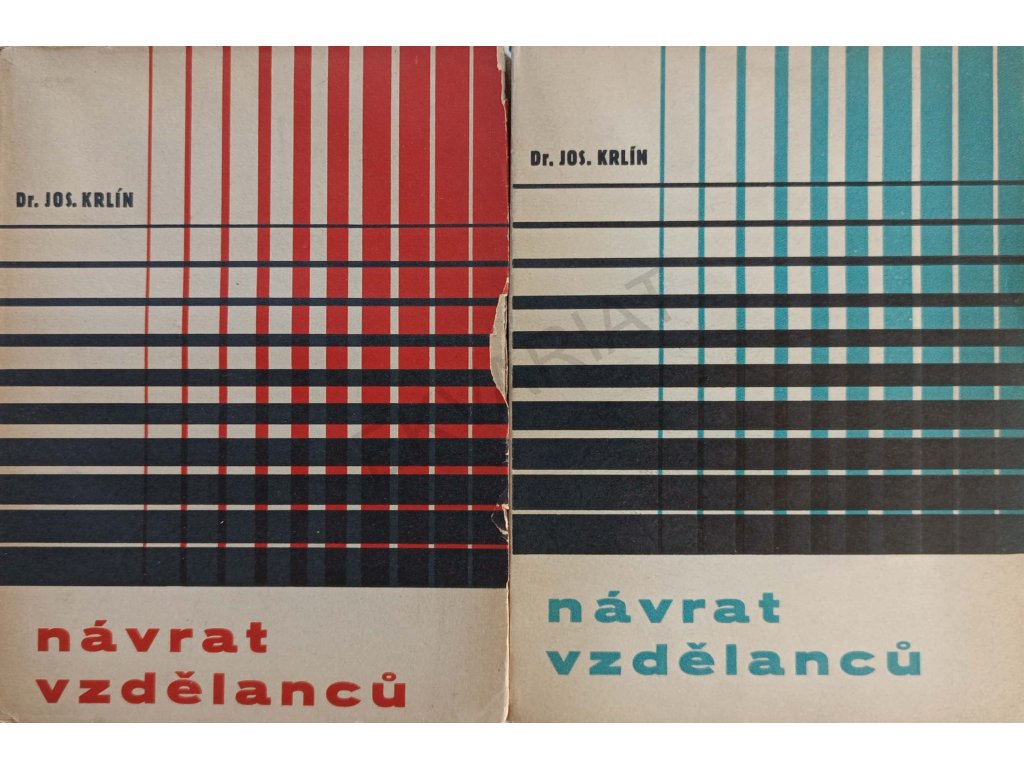 Dr. JOS. KRLÍN
návrat
vzdělanců
Dr. JOS. KRLÍN
návrat
vzdělanců